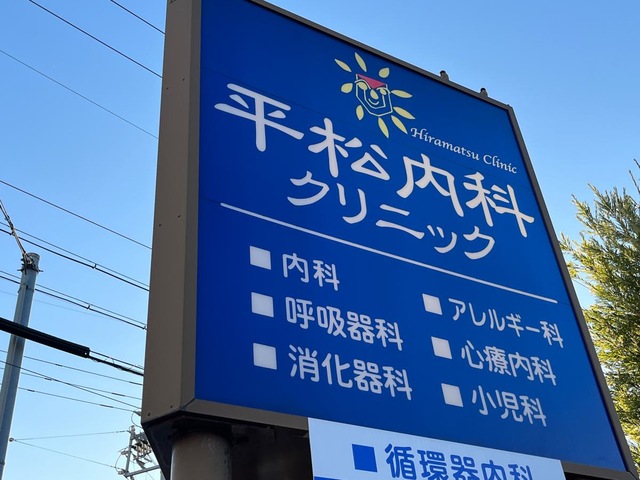 Hiramatsu Clinic
平松内科
クリニック
内科
呼吸器科
消化器科
アレルギー科
心療内科
小児科
循環器内科